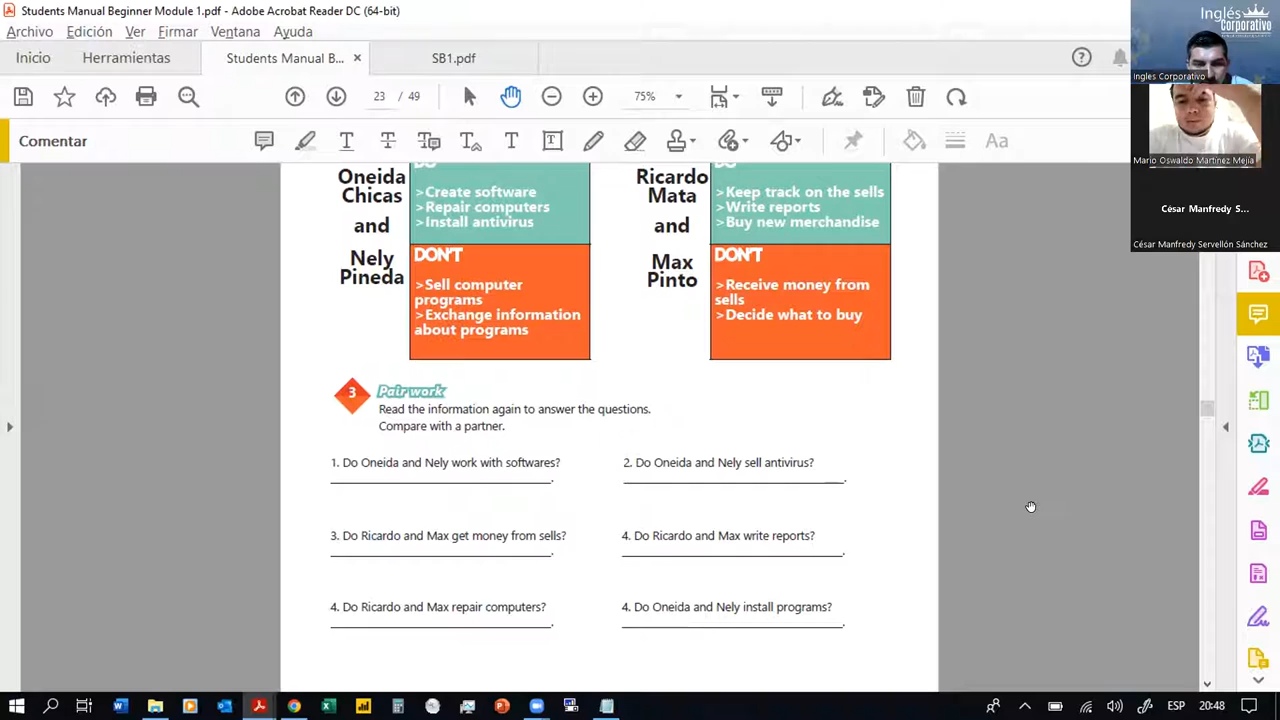 Students Manual Beginner Module 1.pdf - Adobe Acrobat Reader DC (64-bit)
Archivo Edición Ver Firmar Ventana Ayuda
Inicio Herramientas Students Manual B... × SB1.pdf
23 / 49 75%
Comentar
Inglés
Corporativo
Ingles Corporativo
Mario Oswaldo Martinez Mejia
César Manfredy S...
César Manfredy Servellón Sánchez
Oneida
Chicas
and
Nely
Pineda
DO
>Create software
>Repair computers
>Install antivirus
DON'T
>Sell computer
programs
>Exchange information
about programs
Ricardo
Mata
and
Max
Pinto
DO
>Keep track on the sells
>Write reports
>Buy new merchandise
DON'T
>Receive money from
sells
>Decide what to buy
3 Pair work
Read the information again to answer the questions.
Compare with a partner.
1. Do Oneida and Nely work with softwares?
2. Do Oneida and Nely sell antivirus?
3. Do Ricardo and Max get money from sells?
4. Do Ricardo and Max write reports?
4. Do Ricardo and Max repair computers?
4. Do Oneida and Nely install programs?
ESP 20:48